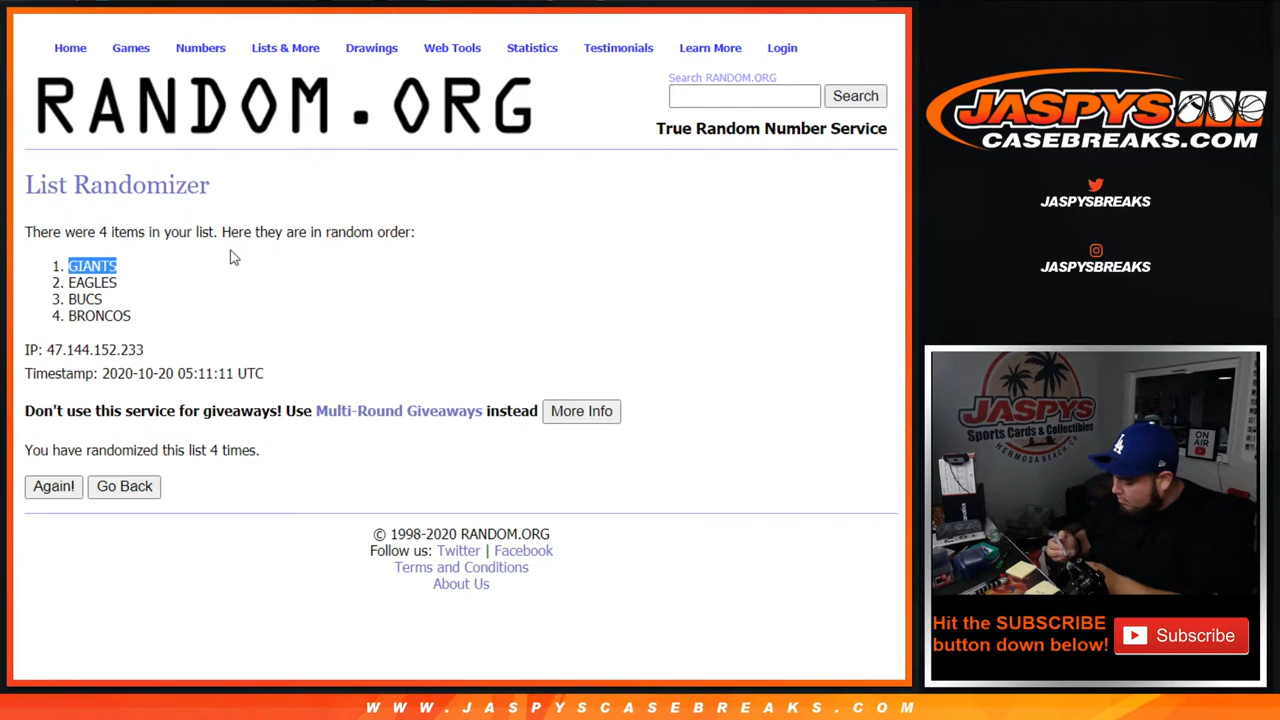 Home Games Numbers Lists & More Drawings Web Tools Statistics Testimonials Learn More Login
RANDOM.ORG
Search RANDOM.ORG
Search
True Random Number Service
List Randomizer
There were 4 items in your list. Here they are in random order:
1. GIANTS
2. EAGLES
3. BUCS
4. BRONCOS
IP: 47.144.152.233
Timestamp: 2020-10-20 05:11:11 UTC
Don't use this service for giveaways! Use Multi-Round Giveaways instead More Info
You have randomized this list 4 times.
Again! Go Back
© 1998-2020 RANDOM.ORG
Follow us: Twitter | Facebook
Terms and Conditions
About Us
JASPYS
CASEBREAKS.COM
JASPYSBREAKS
JASPYSBREAKS
JASPYS
Sports Cards & Collectibles
HERMOSA BEACH, CA
ON
AIR
LA
Hit the SUBSCRIBE
button down below!
Subscribe
WWW.JASPYSCASEBREAKS.COM